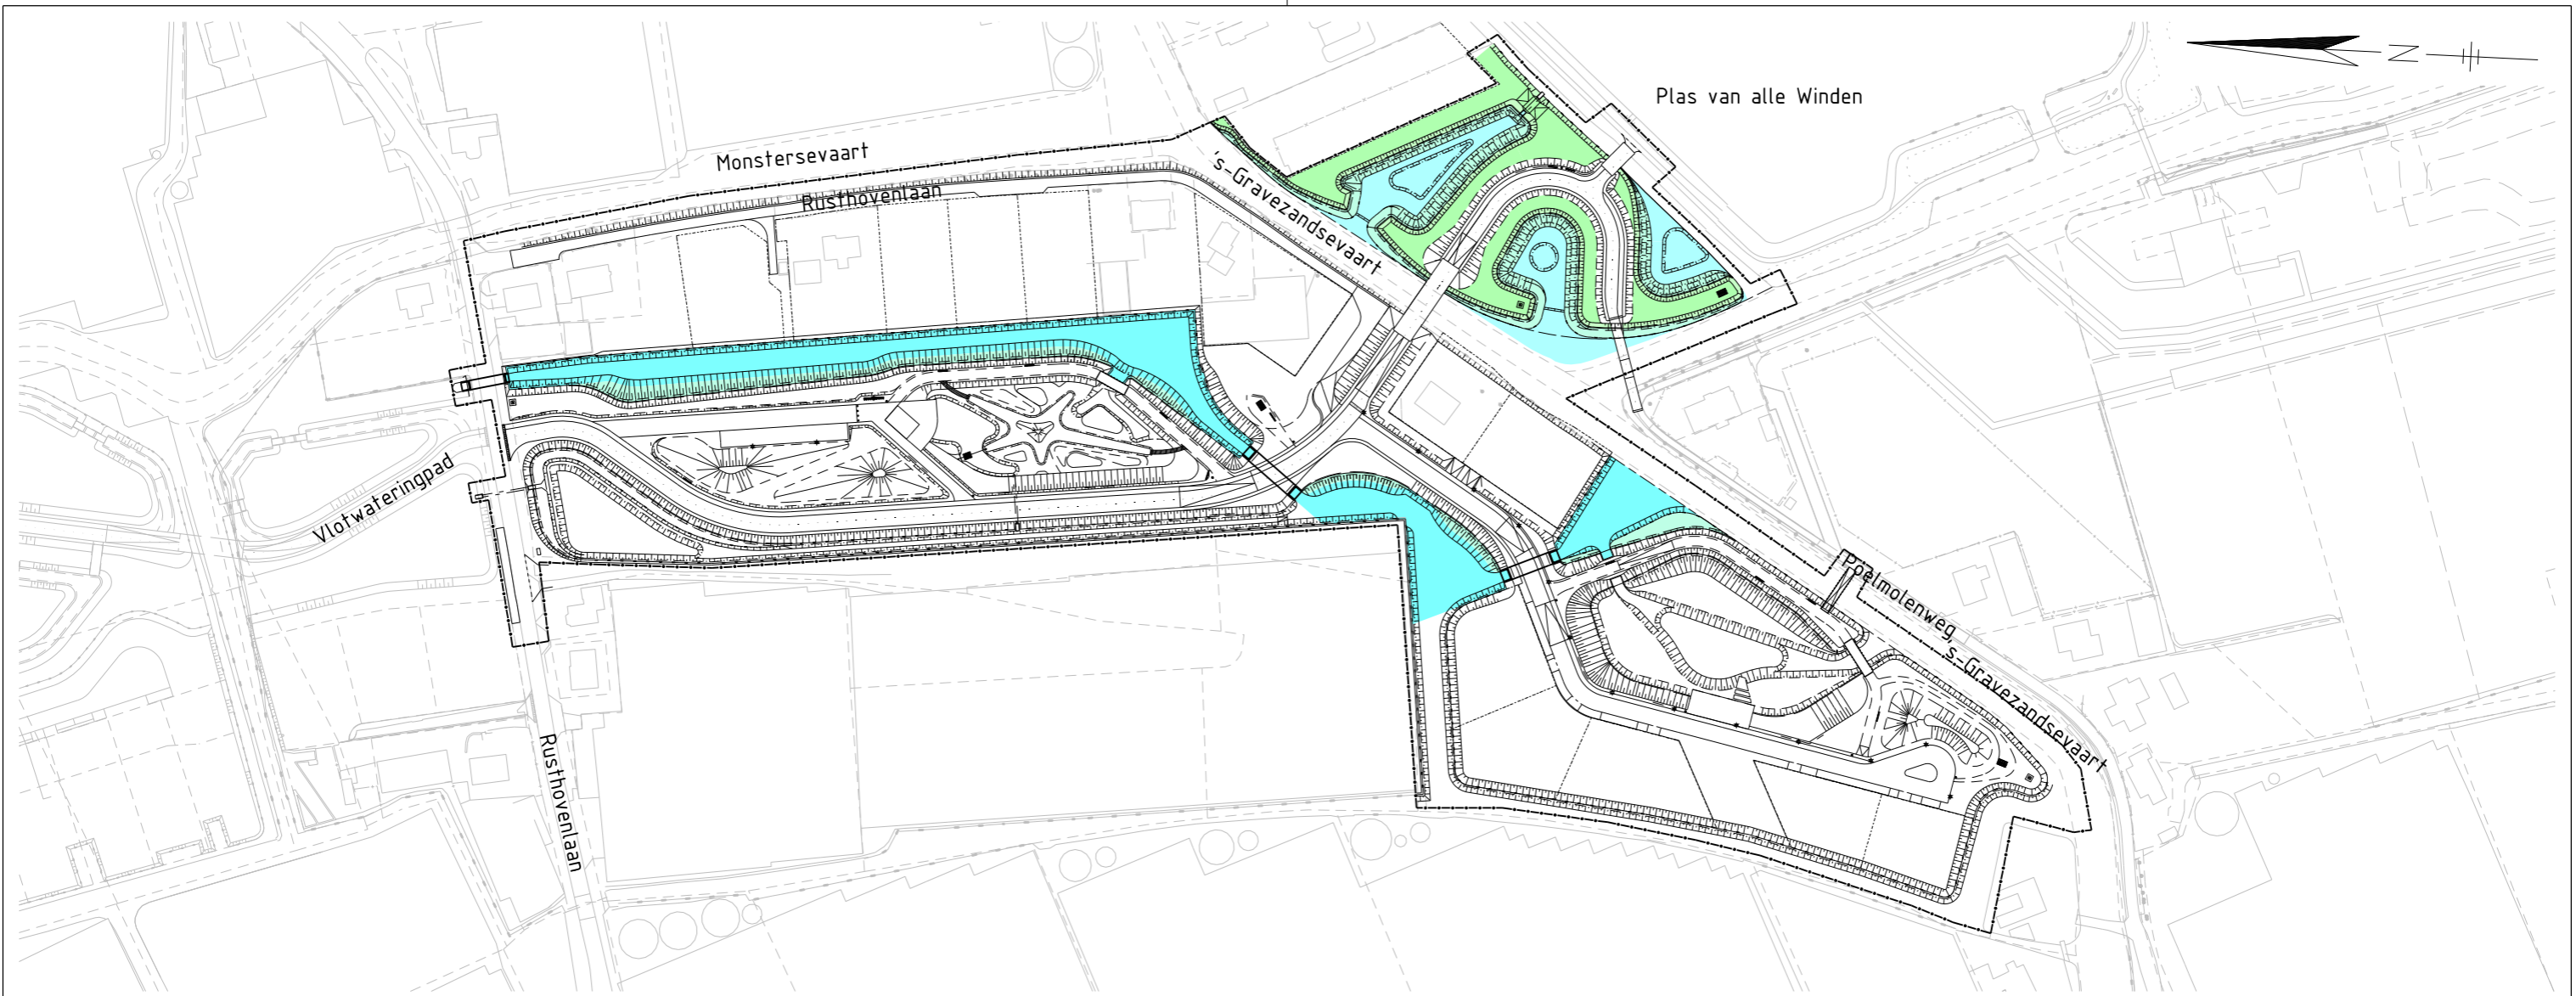 Plas van alle Winden
N
Monstersevaart
Rusthovenlaan
's-Gravezandsevaart
Vlotwateringpad
Poelmolenweg
's-Gravezandsevaart
Rusthovenlaan